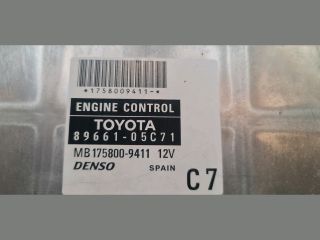 *1758009411-*
ENGINE CONTROL
TOYOTA
89661-05C71
MB175800-9411 12V
DENSO SPAIN C7